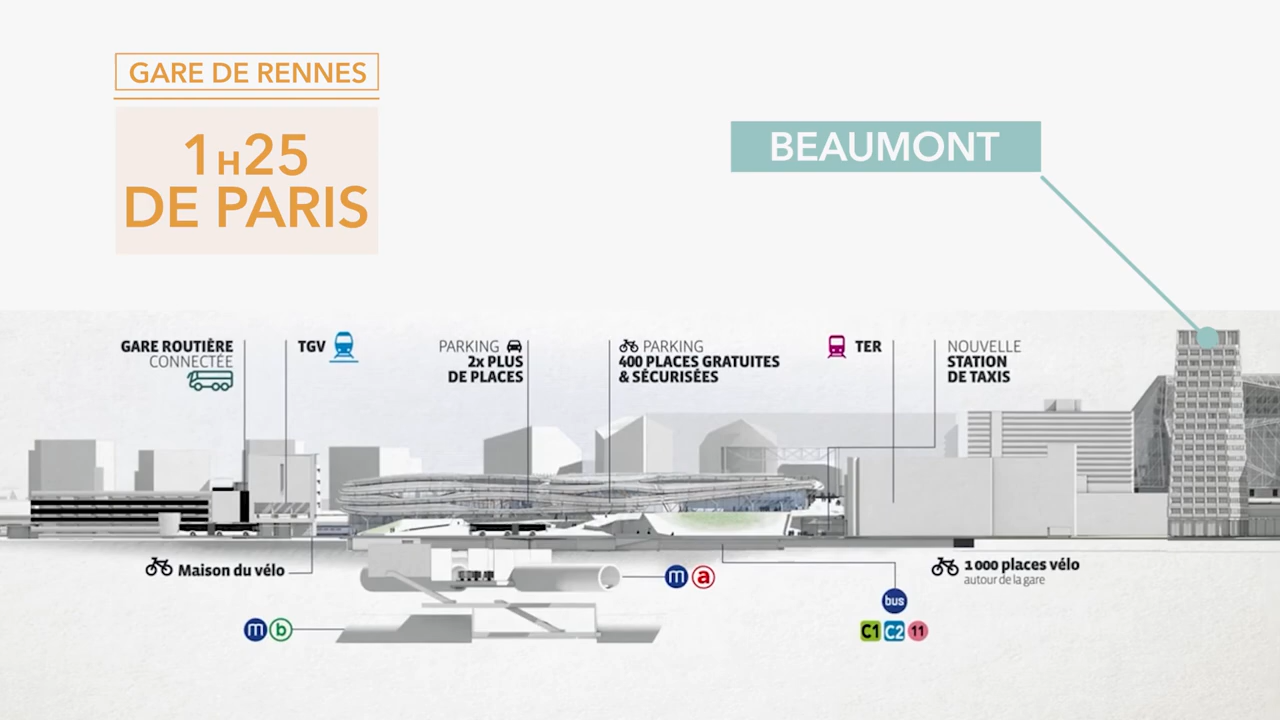 GARE DE RENNES
1H25
DE PARIS
BEAUMONT
GARE ROUTIÈRE
CONNECTÉE
TGV
PARKING
2x PLUS
DE PLACES
PARKING
400 PLACES GRATUITES
& SÉCURISÉES
TER
NOUVELLE
STATION
DE TAXIS
Maison du vélo
m a
1 000 places vélo
autour de la gare
bus
m b
C1 C2 11